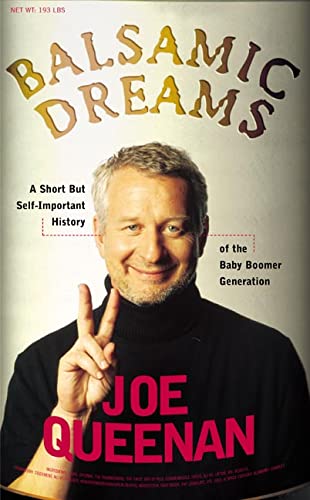 NET WT: 193 LBS
BALSAMIC
DREAMS
A Short But
Self-Important
History
of the
Baby Boomer
Generation
JOE
QUEENAN